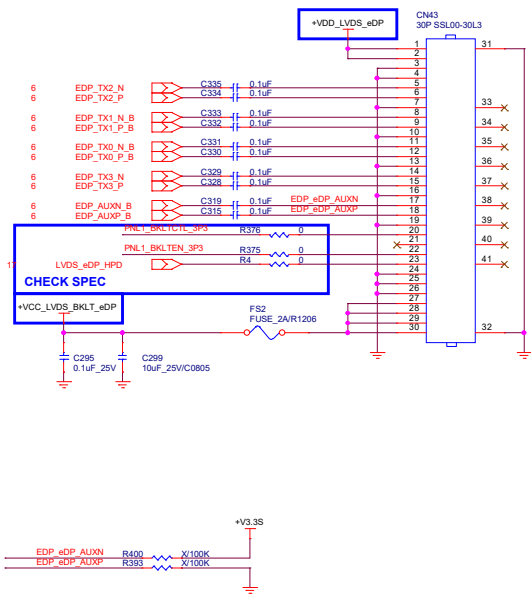 CN43
30P SSL00-30L3
+VDD_LVDS_eDP
1 31
2
3
4
6 EDP_TX2_N C335 0.1uF 5
6 EDP_TX2_P C334 0.1uF 6
7 33
6 EDP_TX1_N_B C333 0.1uF 8
6 EDP_TX1_P_B C332 0.1uF 9 34
10
6 EDP_TX0_N_B C331 0.1uF 11 35
6 EDP_TX0_P_B C330 0.1uF 12
13 36
6 EDP_TX3_N C329 0.1uF 14
6 EDP_TX3_P C328 0.1uF 15 37
16
6 EDP_AUXN_B C319 0.1uF EDP_eDP_AUXN 17 38
6 EDP_AUXP_B C315 0.1uF EDP_eDP_AUXP 18
19 39
PNL1_BKLTCTL_3P3 R376 0 20
21 40
PNL1_BKLTEN_3P3 R375 0 22
LVDS_eDP_HPD R4 0 23 41
24
CHECK SPEC 25
26
27
+VCC_LVDS_BKLT_eDP 28
FS2 29
FUSE_2A/R1206 30 32
C295 C299
0.1uF_25V 10uF_25V/C0805
+V3.3S
EDP_eDP_AUXN R400 X/100K
EDP_eDP_AUXP R393 X/100K